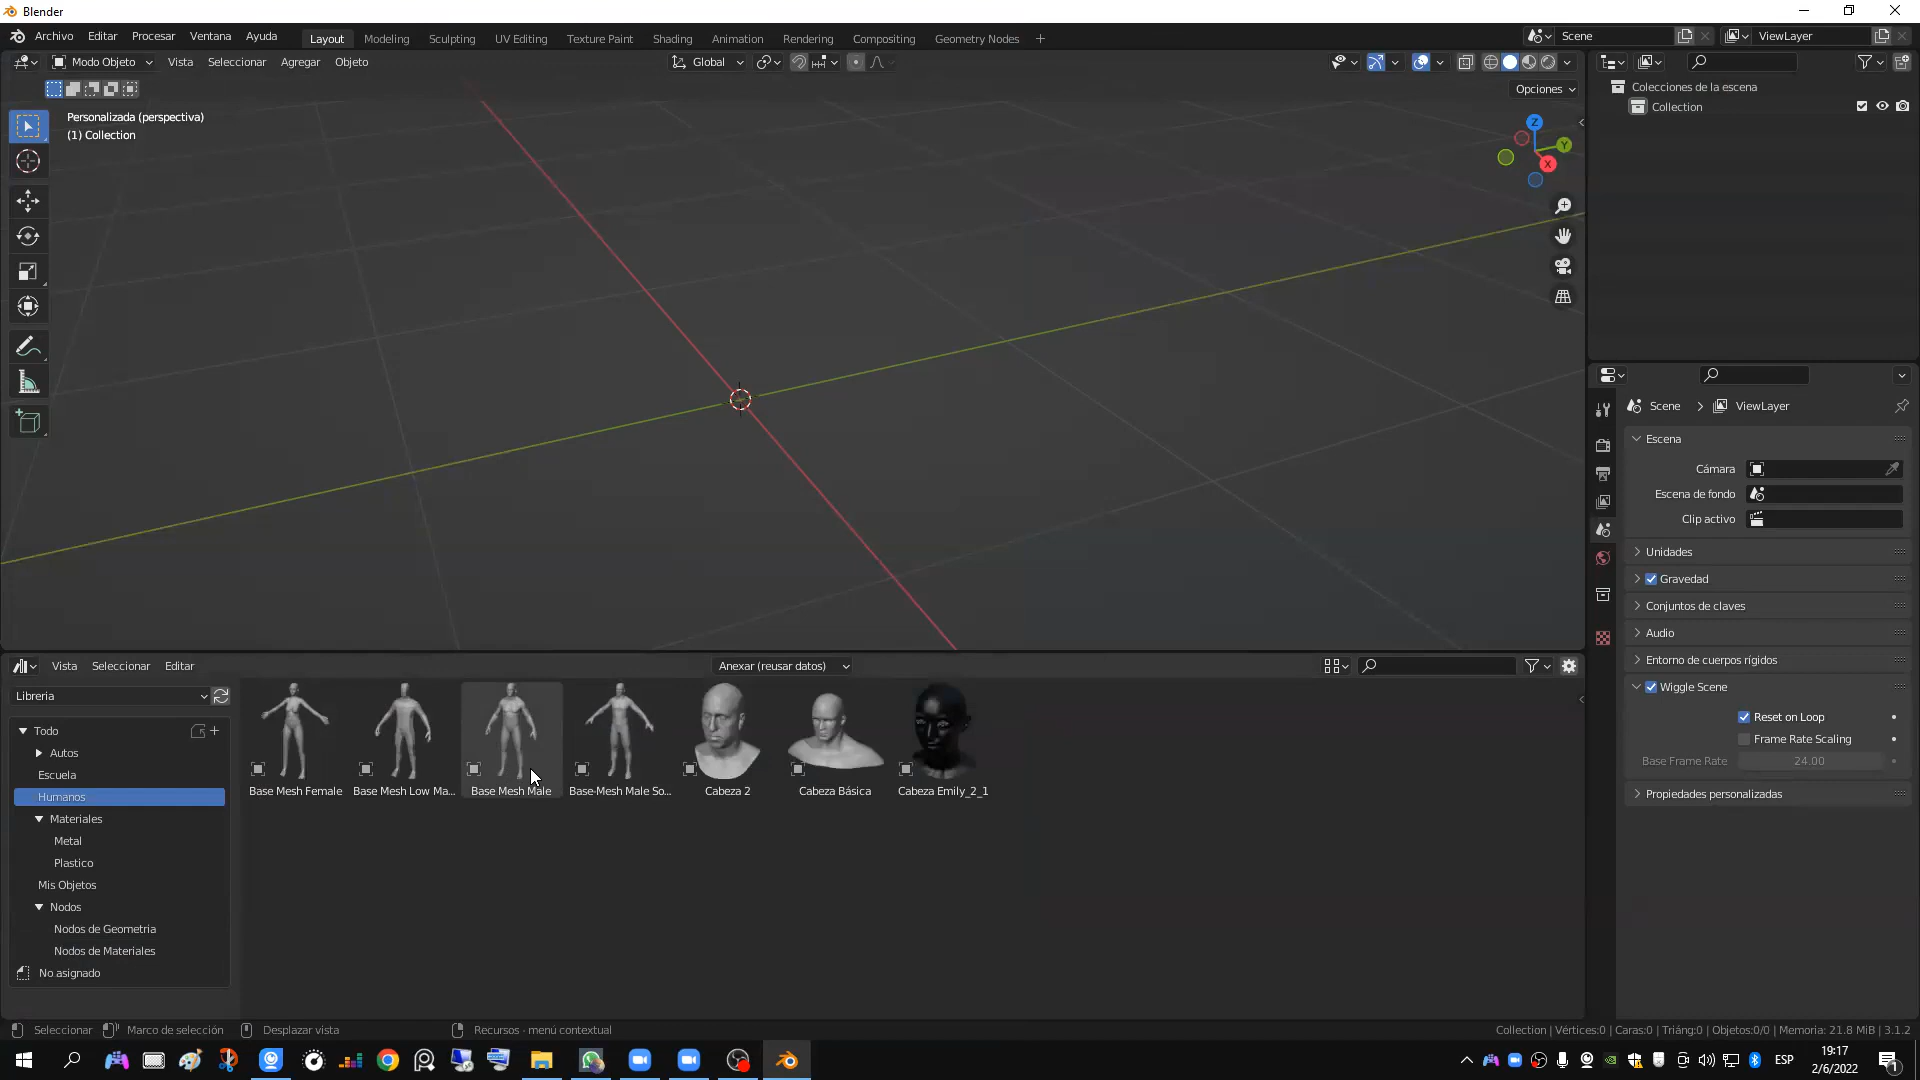 Blender
Archivo Editar Procesar Ventana Ayuda
Layout Modeling Sculpting UV Editing Texture Paint Shading Animation Rendering Compositing Geometry Nodes +
Scene
ViewLayer
Modo Objeto Vista Seleccionar Agregar Objeto
Global
Opciones
Personalizada (perspectiva)
(1) Collection
Z
Y
X
Colecciones de la escena
Collection
Scene > ViewLayer
Escena
Cámara
Escena de fondo
Clip activo
Unidades
Gravedad
Conjuntos de claves
Audio
Entorno de cuerpos rígidos
Wiggle Scene
Reset on Loop
Frame Rate Scaling
Base Frame Rate 24.00
Propiedades personalizadas
Vista Seleccionar Editar
Anexar (reusar datos)
Libreria
Todo
Autos
Escuela
Humanos
Materiales
Metal
Plastico
Mis Objetos
Nodos
Nodos de Geometria
Nodos de Materiales
No asignado
Base Mesh Female
Base Mesh Low Ma...
Base Mesh Male
Base-Mesh Male So...
Cabeza 2
Cabeza Básica
Cabeza Emily_2_1
Seleccionar Marco de selección Desplazar vista Recursos - menú contextual
Collection | Vértices:0 | Caras:0 | Triáng:0 | Objetos:0/0 | Memoria: 21.8 MiB | 3.1.2
ESP
19:17
2/6/2022
1